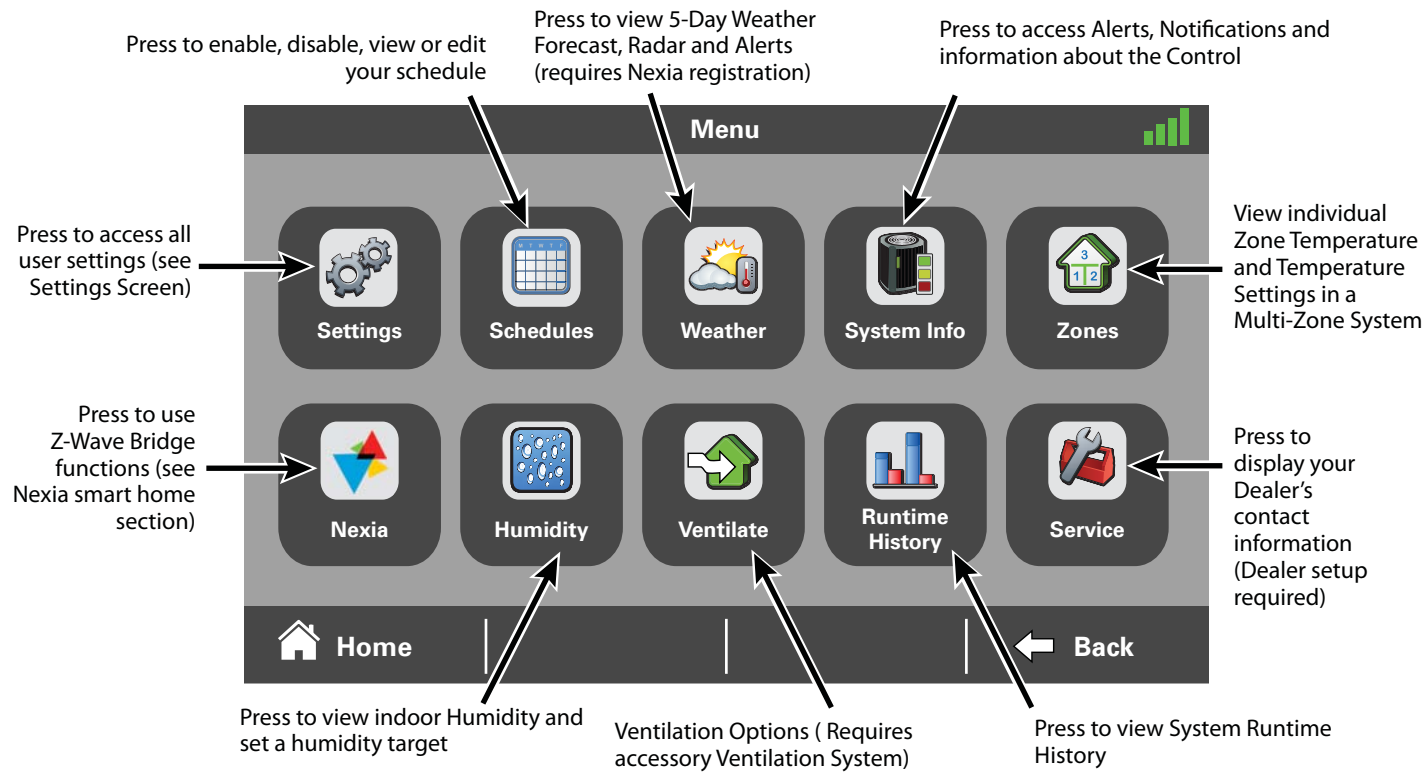 Press to enable, disable, view or edit
your schedule
Press to view 5-Day Weather
Forecast, Radar and Alerts
(requires Nexia registration)
Press to access Alerts, Notifications and
information about the Control
Menu
Press to access all
user settings (see
Settings Screen)
M T W T F
3
1 2
Settings
Schedules
Weather
System Info
Zones
View individual
Zone Temperature
and Temperature
Settings in a
Multi-Zone System
Press to use
Z-Wave Bridge
functions (see
Nexia smart home
section)
Nexia
Humidity
Ventilate
Runtime
History
Service
Press to
display your
Dealer's
contact
information
(Dealer setup
required)
Home
Back
Press to view indoor Humidity and
set a humidity target
Ventilation Options ( Requires
accessory Ventilation System)
Press to view System Runtime
History